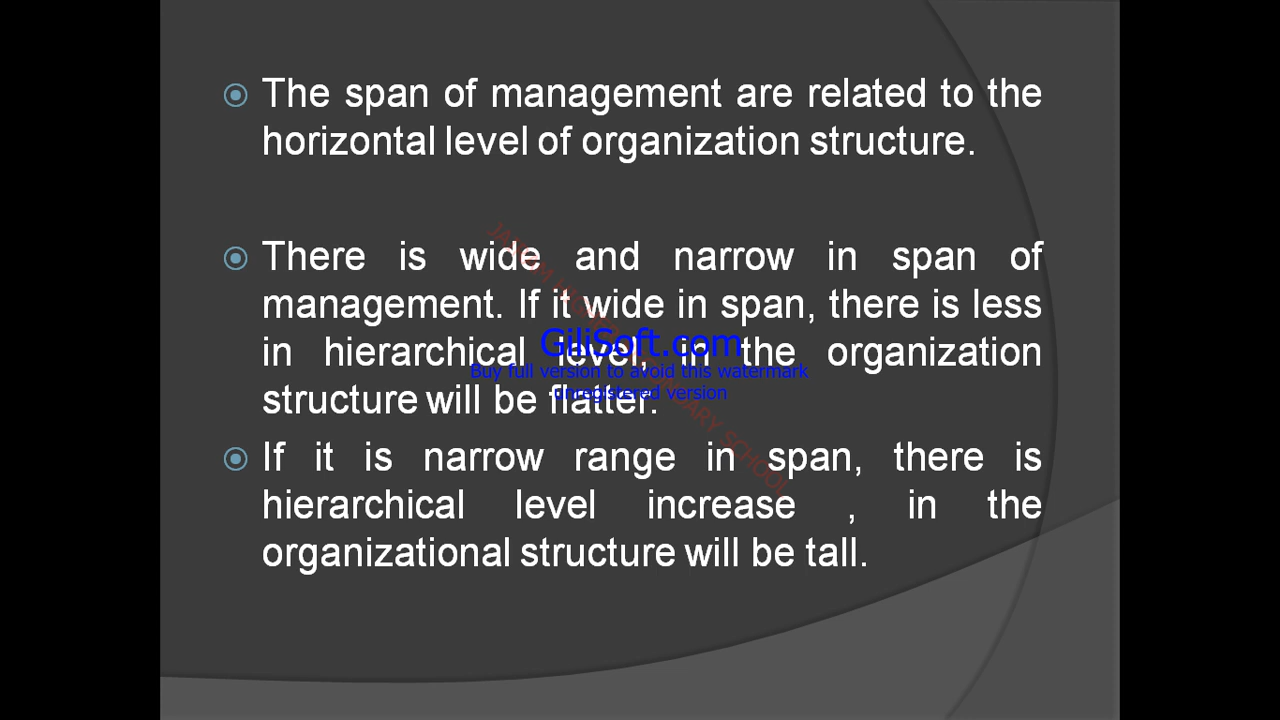 The span of management are related to the
horizontal level of organization structure.
There is wide and narrow in span of
management. If it wide in span, there is less
in hierarchical level, in the organization
structure will be flatter.
If it is narrow range in span, there is
hierarchical level increase , in the
organizational structure will be tall.
GiliSoft.com
Buy full version to avoid this watermark
unregistered version
SCHOOL